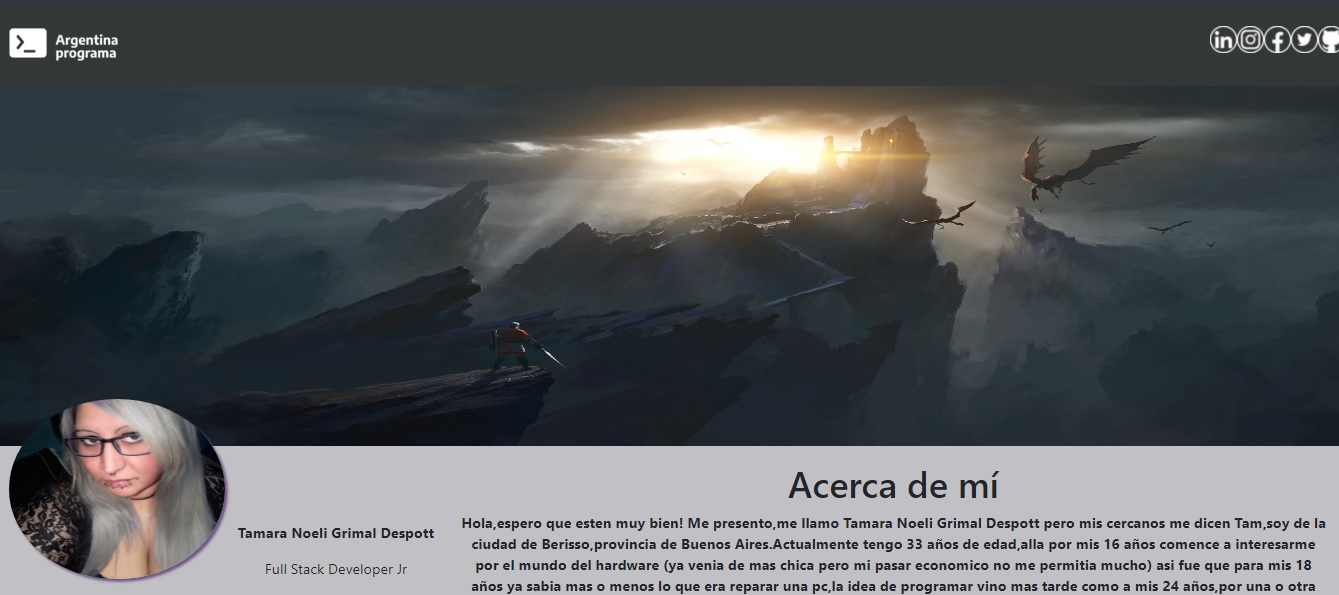 Argentina
programa
Acerca de mí
Tamara Noeli Grimal Despott
Full Stack Developer Jr
Hola,espero que esten muy bien! Me presento,me llamo Tamara Noeli Grimal Despott pero mis cercanos me dicen Tam,soy de la
ciudad de Berisso,provincia de Buenos Aires.Actualmente tengo 33 años de edad,alla por mis 16 años comence a interesarme
por el mundo del hardware (ya venia de mas chica pero mi pasar economico no me permitia mucho) asi fue que para mis 18
años ya sabia mas o menos lo que era reparar una pc,la idea de programar vino mas tarde como a mis 24 años,por una o otra